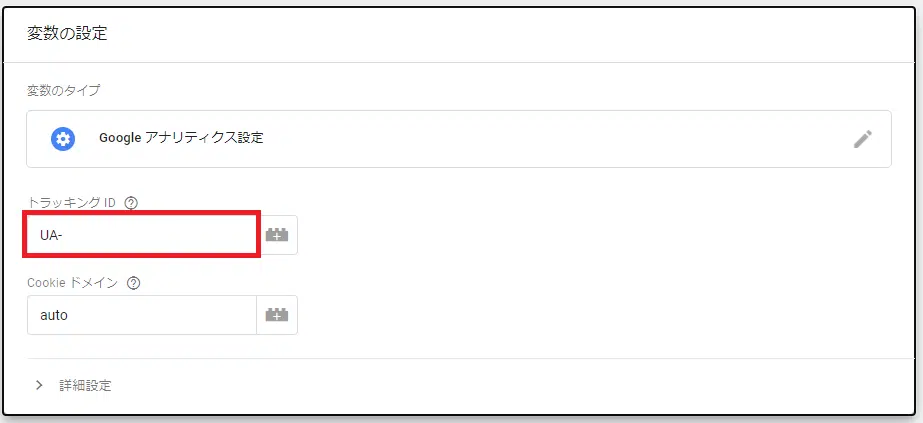 変数の設定
変数のタイプ
Google アナリティクス設定
トラッキング ID ?
UA-
Cookie ドメイン ?
auto
詳細設定